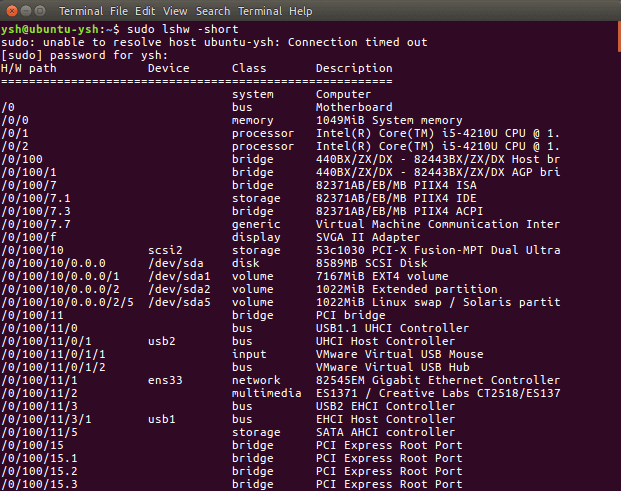 Terminal File Edit View Search Terminal Help
ysh@ubuntu-ysh:~$ sudo lshw -short
sudo: unable to resolve host ubuntu-ysh: Connection timed out
[sudo] password for ysh:
H/W path Device Class Description
========================================================
system Computer
/0 bus Motherboard
/0/0 memory 1049MiB System memory
/0/1 processor Intel(R) Core(TM) i5-4210U CPU @ 1.
/0/2 processor Intel(R) Core(TM) i5-4210U CPU @ 1.
/0/100 bridge 440BX/ZX/DX - 82443BX/ZX/DX Host br
/0/100/1 bridge 440BX/ZX/DX - 82443BX/ZX/DX AGP bri
/0/100/7 bridge 82371AB/EB/MB PIIX4 ISA
/0/100/7.1 storage 82371AB/EB/MB PIIX4 IDE
/0/100/7.3 bridge 82371AB/EB/MB PIIX4 ACPI
/0/100/7.7 generic Virtual Machine Communication Inter
/0/100/f display SVGA II Adapter
/0/100/10 scsi2 storage 53c1030 PCI-X Fusion-MPT Dual Ultra
/0/100/10/0.0.0 /dev/sda disk 8589MB SCSI Disk
/0/100/10/0.0.0/1 /dev/sda1 volume 7167MiB EXT4 volume
/0/100/10/0.0.0/2 /dev/sda2 volume 1022MiB Extended partition
/0/100/10/0.0.0/2/5 /dev/sda5 volume 1022MiB Linux swap / Solaris partit
/0/100/11 bridge PCI bridge
/0/100/11/0 bus USB1.1 UHCI Controller
/0/100/11/0/1 usb2 bus UHCI Host Controller
/0/100/11/0/1/1 input VMware Virtual USB Mouse
/0/100/11/0/1/2 bus VMware Virtual USB Hub
/0/100/11/1 ens33 network 82545EM Gigabit Ethernet Controller
/0/100/11/2 multimedia ES1371 / Creative Labs CT2518/ES137
/0/100/11/3 bus USB2 EHCI Controller
/0/100/11/3/1 usb1 bus EHCI Host Controller
/0/100/11/5 storage SATA AHCI controller
/0/100/15 bridge PCI Express Root Port
/0/100/15.1 bridge PCI Express Root Port
/0/100/15.2 bridge PCI Express Root Port
/0/100/15.3 bridge PCI Express Root Port